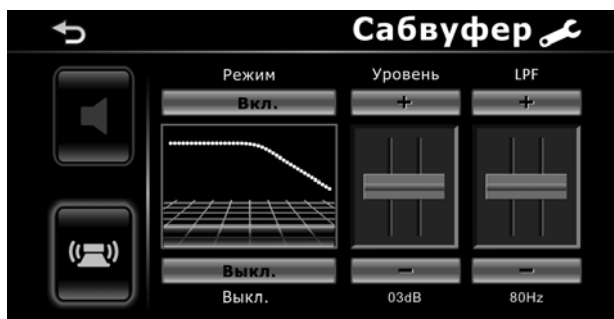 Сабвуфер
Режим Уровень LPF
Вкл. + +
Выкл. - -
Выкл. 03dB 80Hz